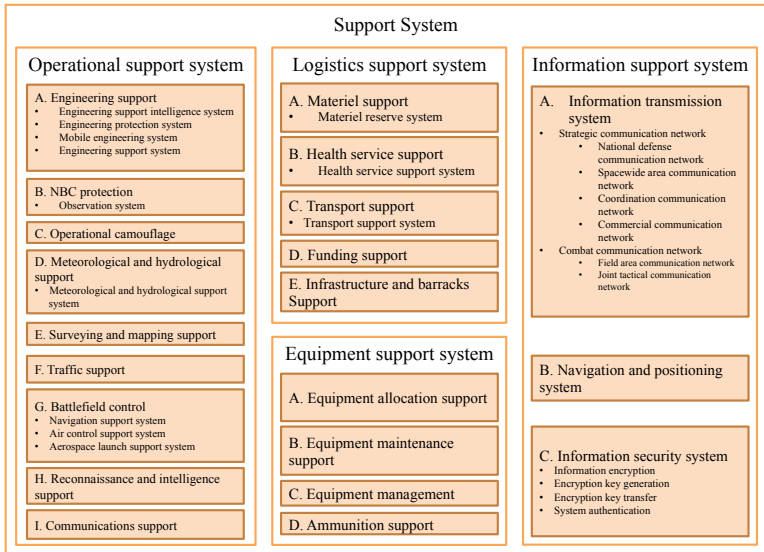 Support System
Operational support system
A. Engineering support
• Engineering support intelligence system
• Engineering protection system
• Mobile engineering system
• Engineering support system
B. NBC protection
• Observation system
C. Operational camouflage
D. Meteorological and hydrological
support
• Meteorological and hydrological support
system
E. Surveying and mapping support
F. Traffic support
G. Battlefield control
• Navigation support system
• Air control support system
• Aerospace launch support system
H. Reconnaissance and intelligence
support
I. Communications support
Logistics support system
A. Materiel support
• Materiel reserve system
B. Health service support
• Health service support system
C. Transport support
• Transport support system
D. Funding support
E. Infrastructure and barracks
Support
Equipment support system
A. Equipment allocation support
B. Equipment maintenance
support
C. Equipment management
D. Ammunition support
Information support system
A. Information transmission
system
• Strategic communication network
• National defense
communication network
• Spacewide area communication
network
• Coordination communication
network
• Commercial communication
network
• Combat communication network
• Field area communication network
• Joint tactical communication
network
B. Navigation and positioning
system
C. Information security system
• Information encryption
• Encryption key generation
• Encryption key transfer
• System authentication